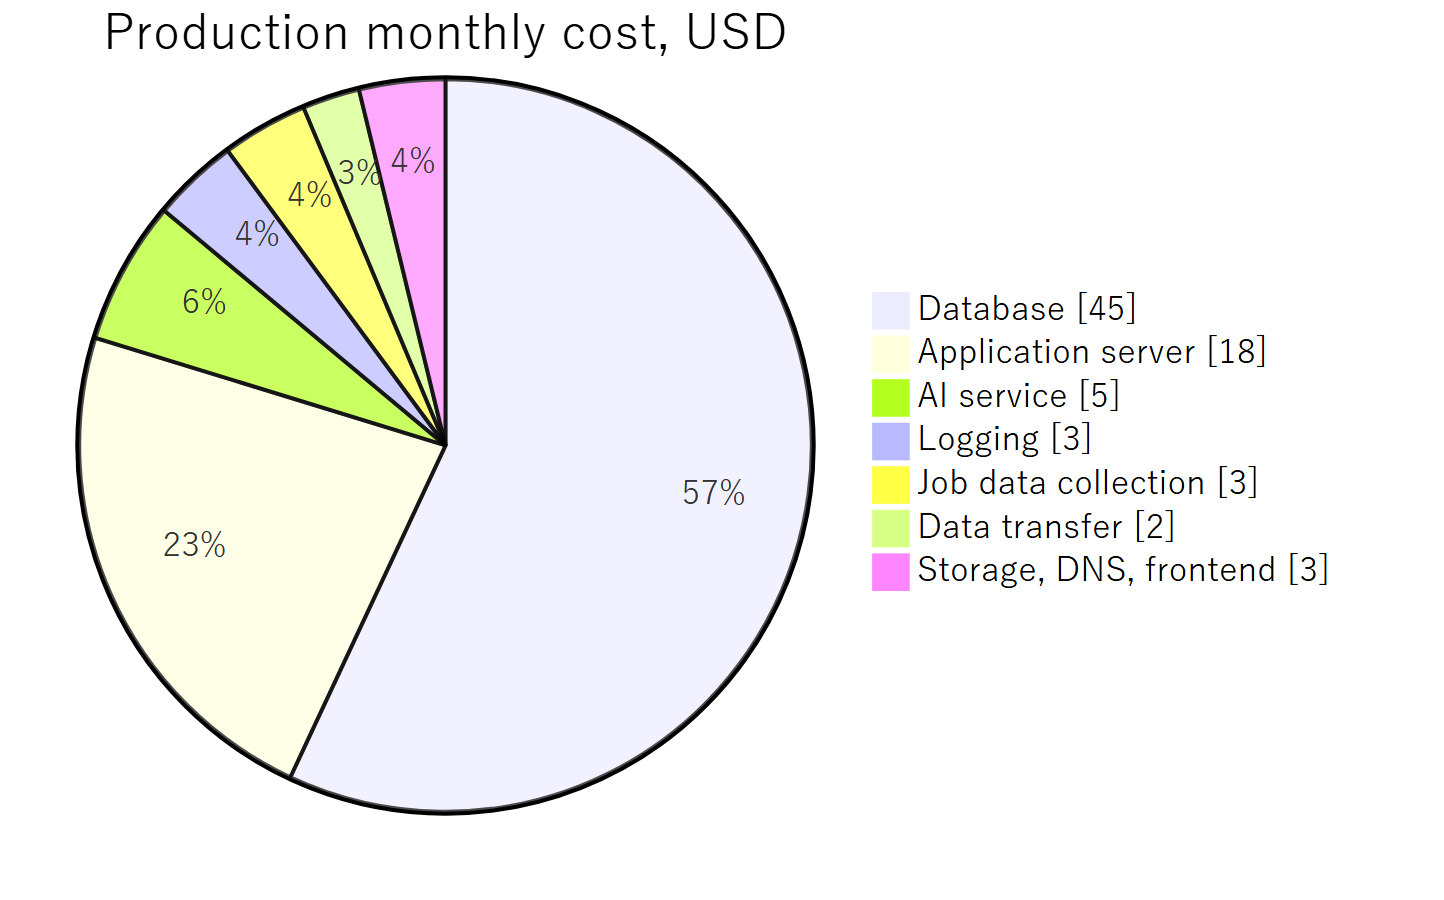 Production monthly cost, USD
4%
3%
4%
4%
6%
57%
23%
Database [45]
Application server [18]
AI service [5]
Logging [3]
Job data collection [3]
Data transfer [2]
Storage, DNS, frontend [3]